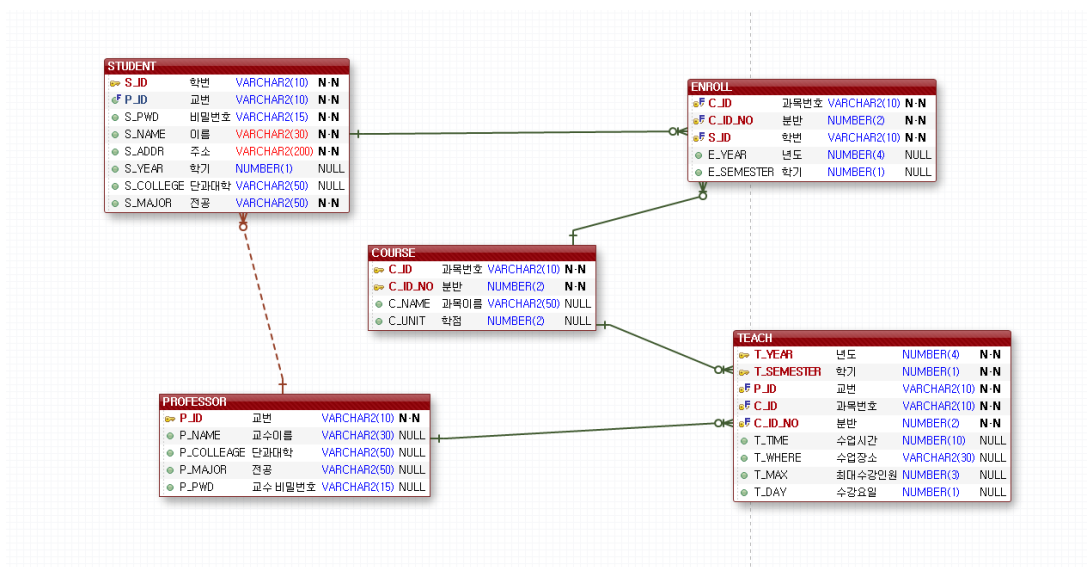 STUDENT
S_ID 학번 VARCHAR2(10) N-N
P_ID 교번 VARCHAR2(10) N-N
S_PWD 비밀번호 VARCHAR2(15) N-N
S_NAME 이름 VARCHAR2(30) N-N
S_ADDR 주소 VARCHAR2(200) N-N
S_YEAR 학기 NUMBER(1) NULL
S_COLLEGE 단과대학 VARCHAR2(50) NULL
S_MAJOR 전공 VARCHAR2(50) N-N
ENROLL
C_ID 과목번호 VARCHAR2(10) N-N
C_ID_NO 분반 NUMBER(2) N-N
S_ID 학번 VARCHAR2(10) N-N
E_YEAR 년도 NUMBER(4) NULL
E_SEMESTER 학기 NUMBER(1) NULL
COURSE
C_ID 과목번호 VARCHAR2(10) N-N
C_ID_NO 분반 NUMBER(2) N-N
C_NAME 과목이름 VARCHAR2(50) NULL
C_UNIT 학점 NUMBER(2) NULL
TEACH
T_YEAR 년도 NUMBER(4) N-N
T_SEMESTER 학기 NUMBER(1) N-N
P_ID 교번 VARCHAR2(10) N-N
C_ID 과목번호 VARCHAR2(10) N-N
C_ID_NO 분반 NUMBER(2) N-N
T_TIME 수업시간 NUMBER(10) NULL
T_WHERE 수업장소 VARCHAR2(30) NULL
T_MAX 최대수강인원 NUMBER(3) NULL
T_DAY 수강요일 NUMBER(1) NULL
PROFESSOR
P_ID 교번 VARCHAR2(10) N-N
P_NAME 교수이름 VARCHAR2(30) NULL
P_COLLEAGE 단과대학 VARCHAR2(50) NULL
P_MAJOR 전공 VARCHAR2(50) NULL
P_PWD 교수 비밀번호 VARCHAR2(15) NULL